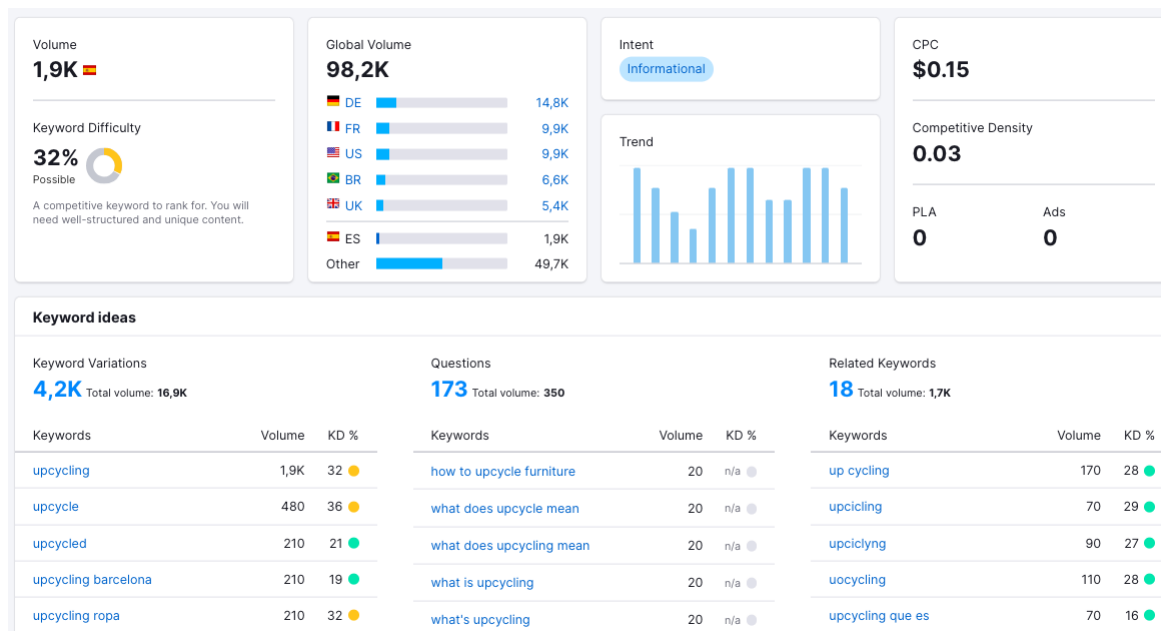 Volume
1,9K
Keyword Difficulty
32%
Possible
A competitive keyword to rank for. You will
need well-structured and unique content.
Global Volume
98,2K
DE 14,8K
FR 9,9K
US 9,9K
BR 6,6K
UK 5,4K
ES 1,9K
Other 49,7K
Intent
Informational
Trend
CPC
$0.15
Competitive Density
0.03
PLA Ads
0 0
Keyword ideas
Keyword Variations
4,2K Total volume: 16,9K
Keywords Volume KD %
upcycling 1,9K 32
upcycle 480 36
upcycled 210 21
upcycling barcelona 210 19
upcycling ropa 210 32
Questions
173 Total volume: 350
Keywords Volume KD %
how to upcycle furniture 20 n/a
what does upcycle mean 20 n/a
what does upcycling mean 20 n/a
what is upcycling 20 n/a
what's upcycling 20 n/a
Related Keywords
18 Total volume: 1,7K
Keywords Volume KD %
up cycling 170 28
upcicling 70 29
upciclyng 90 27
uocycling 110 28
upcycling que es 70 16